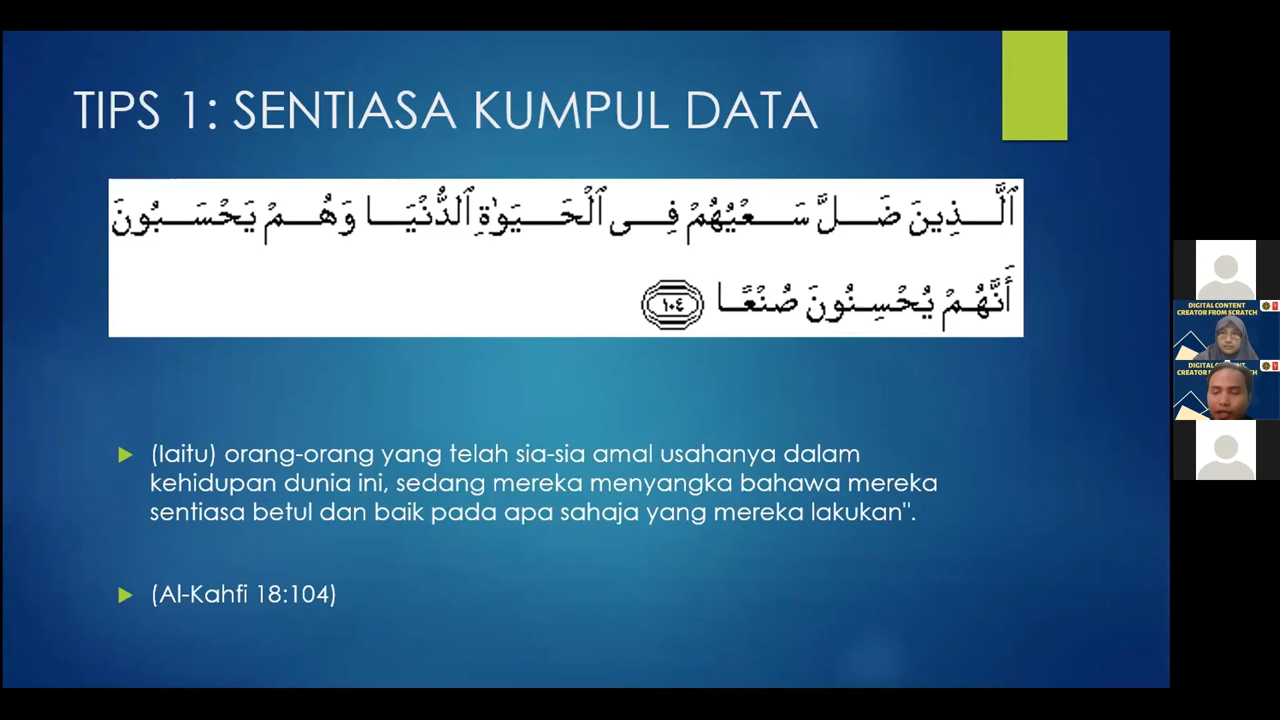 TIPS 1: SENTIASA KUMPUL DATA
ٱلَّذِينَ ضَلَّ سَعْيُهُمْ فِى ٱلْحَيَوٰةِ ٱلدُّنْيَا وَهُمْ يَحْسَبُونَ
أَنَّهُمْ يُحْسِنُونَ صُنْعًا ١٠٤
(Iaitu) orang-orang yang telah sia-sia amal usahanya dalam
kehidupan dunia ini, sedang mereka menyangka bahawa mereka
sentiasa betul dan baik pada apa sahaja yang mereka lakukan".
(Al-Kahfi 18:104)
DIGITAL CONTENT
CREATOR FROM SCRATCH